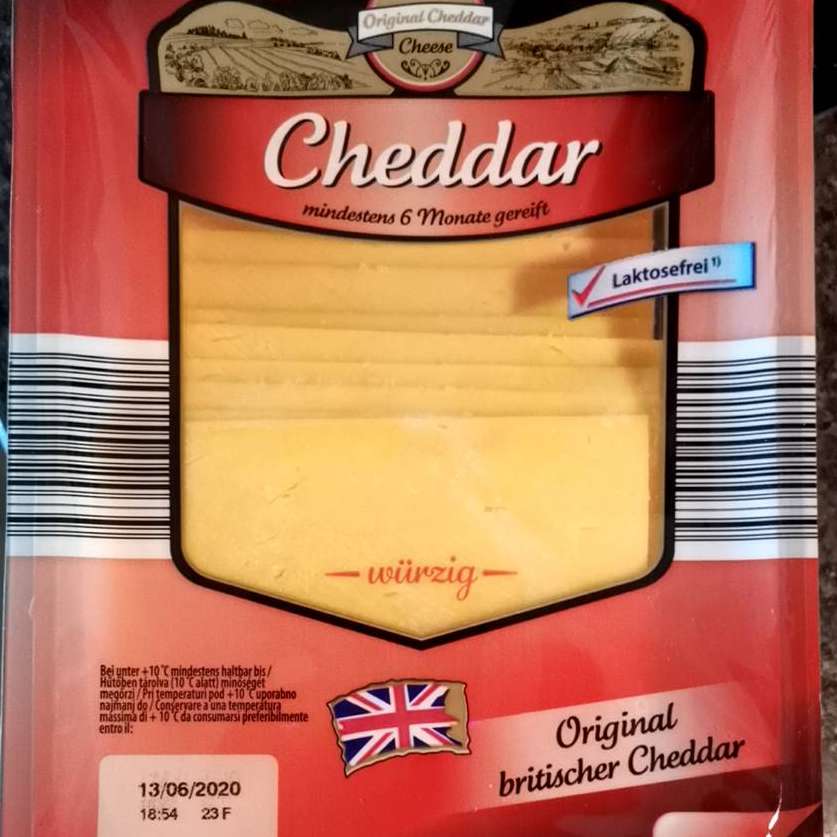 Original Cheddar
Cheese
Cheddar
mindestens 6 Monate gereift
Laktosefrei 1)
würzig
Bei unter +10 °C mindestens haltbar bis /
Hűtőben tárolva (10 °C alatt) minőségét
megőrzi / Pri temperaturi pod +10 °C uporabno
najmanj do / Conservare a una temperatura
massima di + 10 °C da consumarsi preferibilmente
entro il:
Original
britischer Cheddar
13/06/2020
18:54 23 F